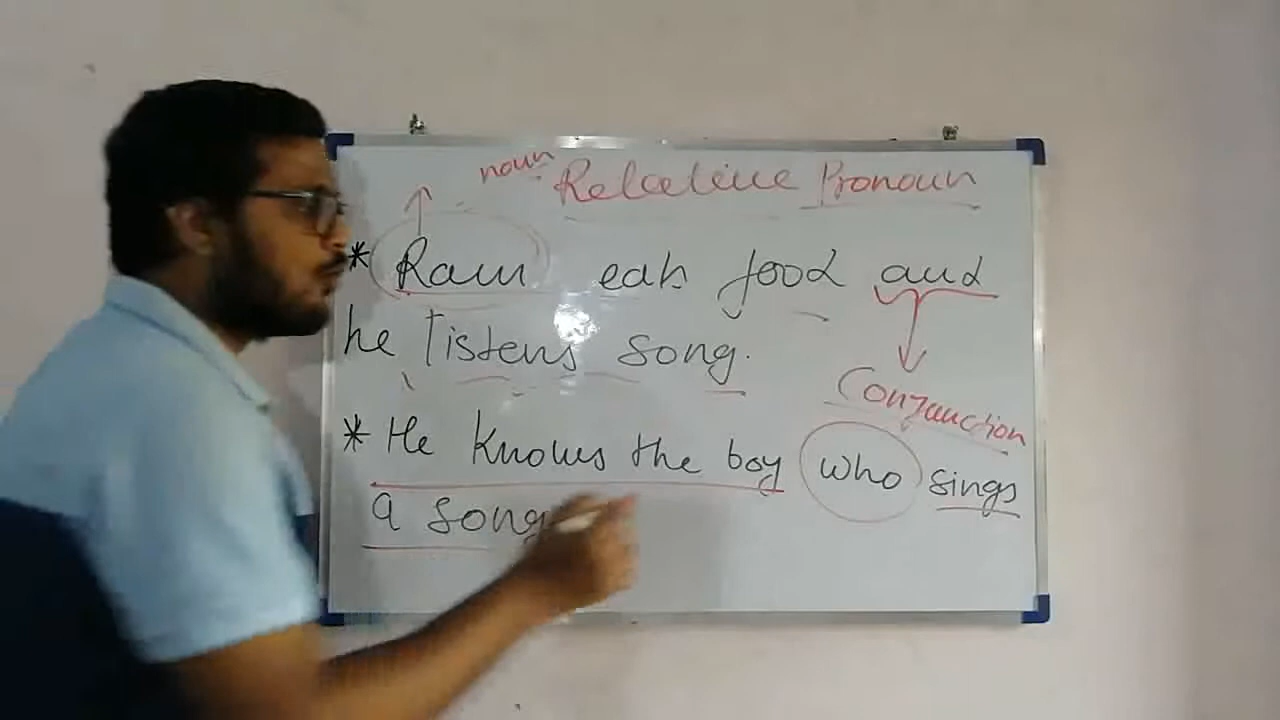 noun
Relative Pronoun
* Ram eats food and
he listens song.
Conjunction
* He knows the boy who sings
a song